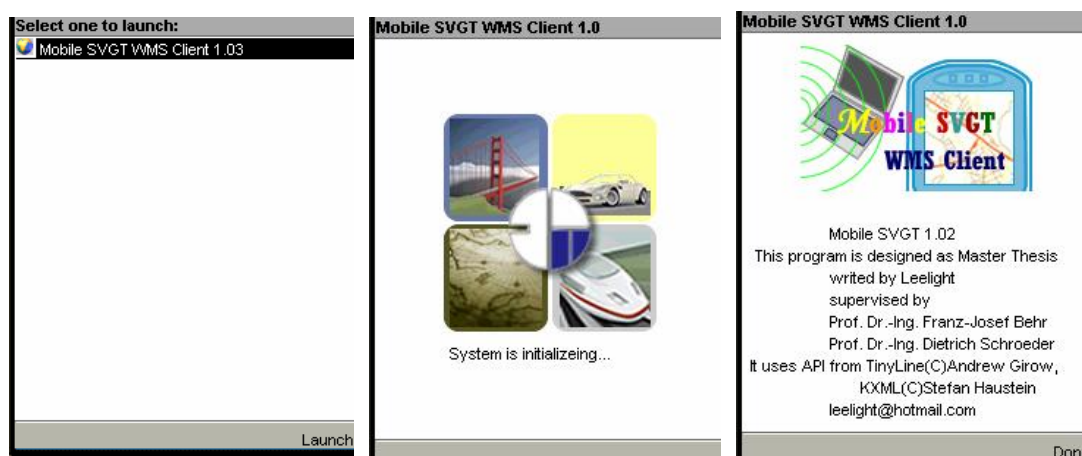 Select one to launch:
Mobile SVGT WMS Client 1.03
Launch
Mobile SVGT WMS Client 1.0
System is initializeing...
Mobile SVGT WMS Client 1.0
Mobile SVGT
WMS Client
Mobile SVGT 1.02
This program is designed as Master Thesis
writed by Leelight
supervised by
Prof. Dr.-Ing. Franz-Josef Behr
Prof. Dr.-Ing. Dietrich Schroeder
It uses API from TinyLine(C)Andrew Girow,
KXML(C)Stefan Haustein
leelight@hotmail.com
Don